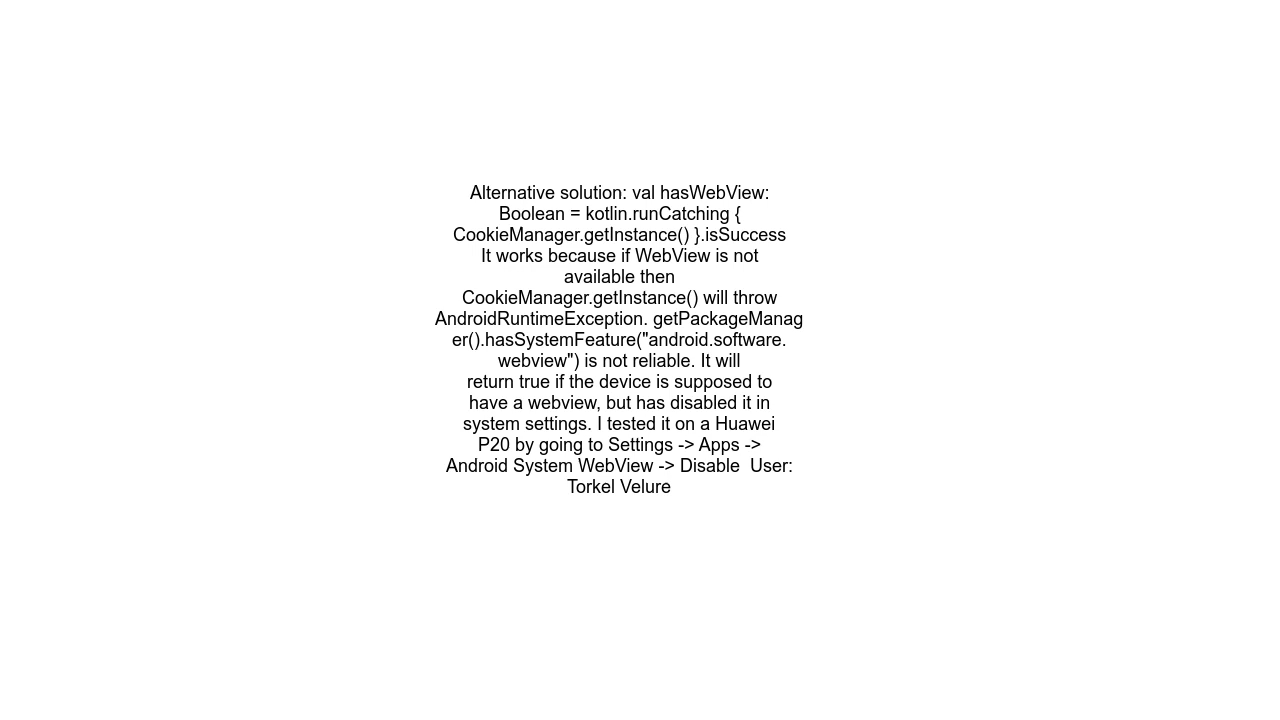 Alternative solution: val hasWebView:
Boolean = kotlin.runCatching {
CookieManager.getInstance() }.isSuccess
It works because if WebView is not
available then
CookieManager.getInstance() will throw
AndroidRuntimeException. getPackageManag
er().hasSystemFeature("android.software.
webview") is not reliable. It will
return true if the device is supposed to
have a webview, but has disabled it in
system settings. I tested it on a Huawei
P20 by going to Settings -> Apps ->
Android System WebView -> Disable  User:
Torkel Velure